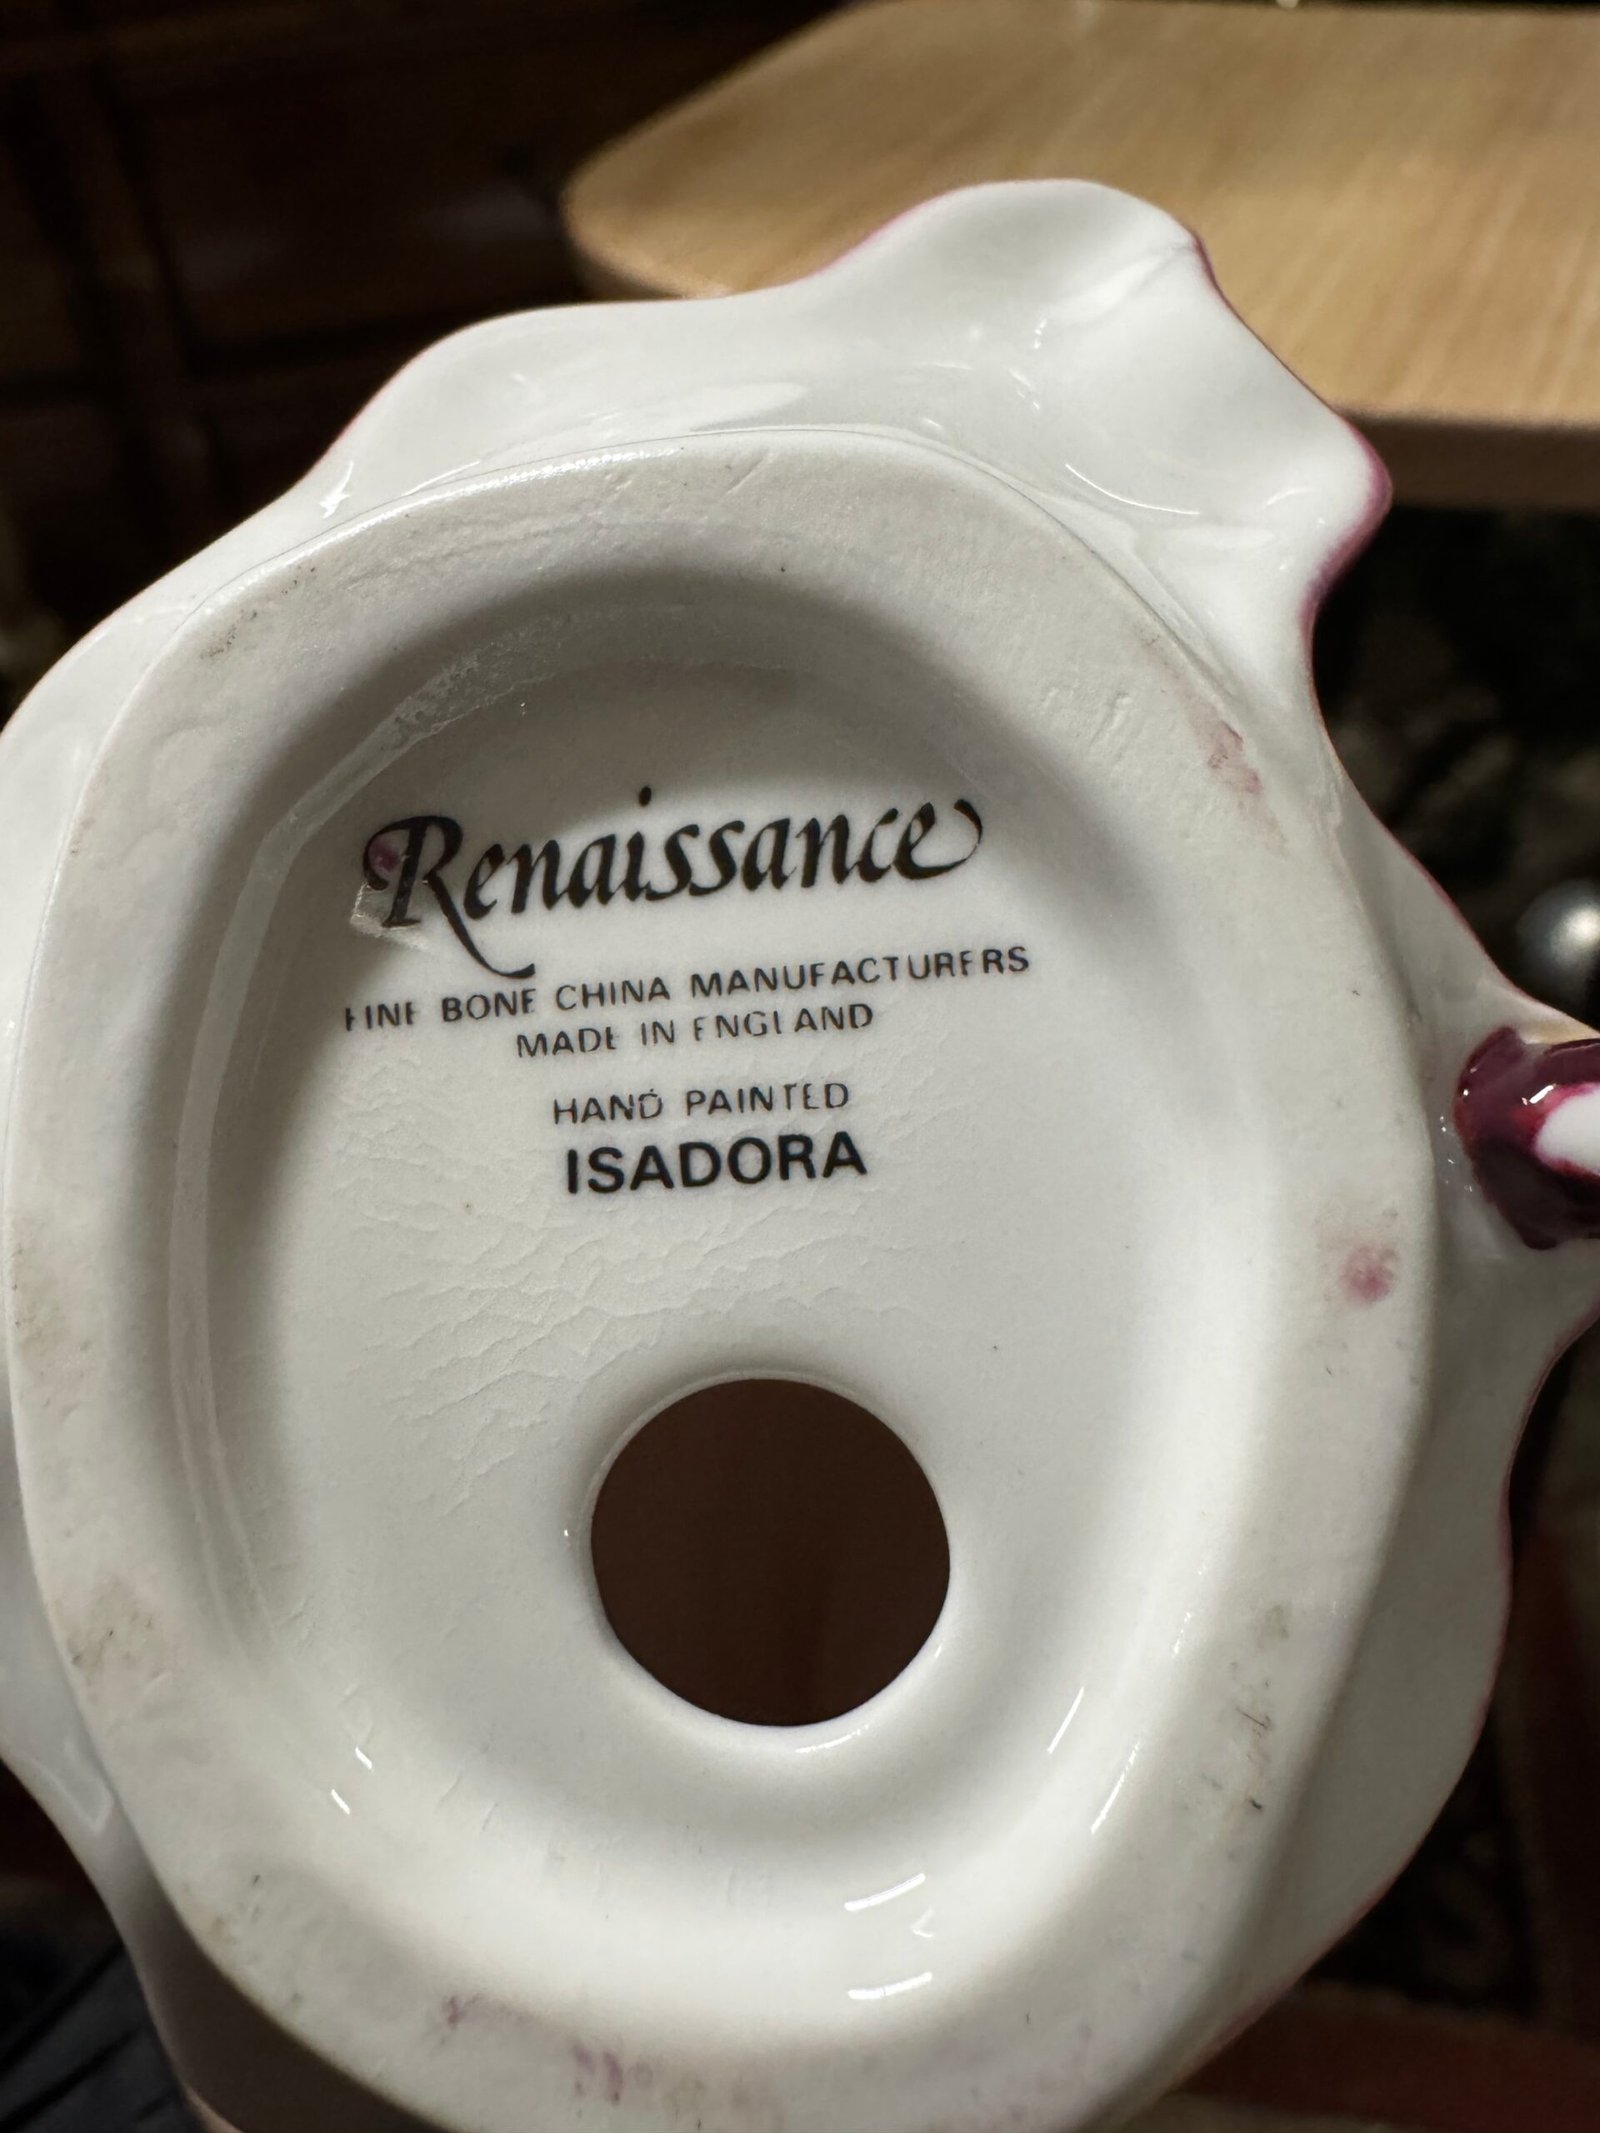 Renaissance
FINE BONE CHINA MANUFACTURERS
MADE IN ENGLAND
HAND PAINTED
ISADORA